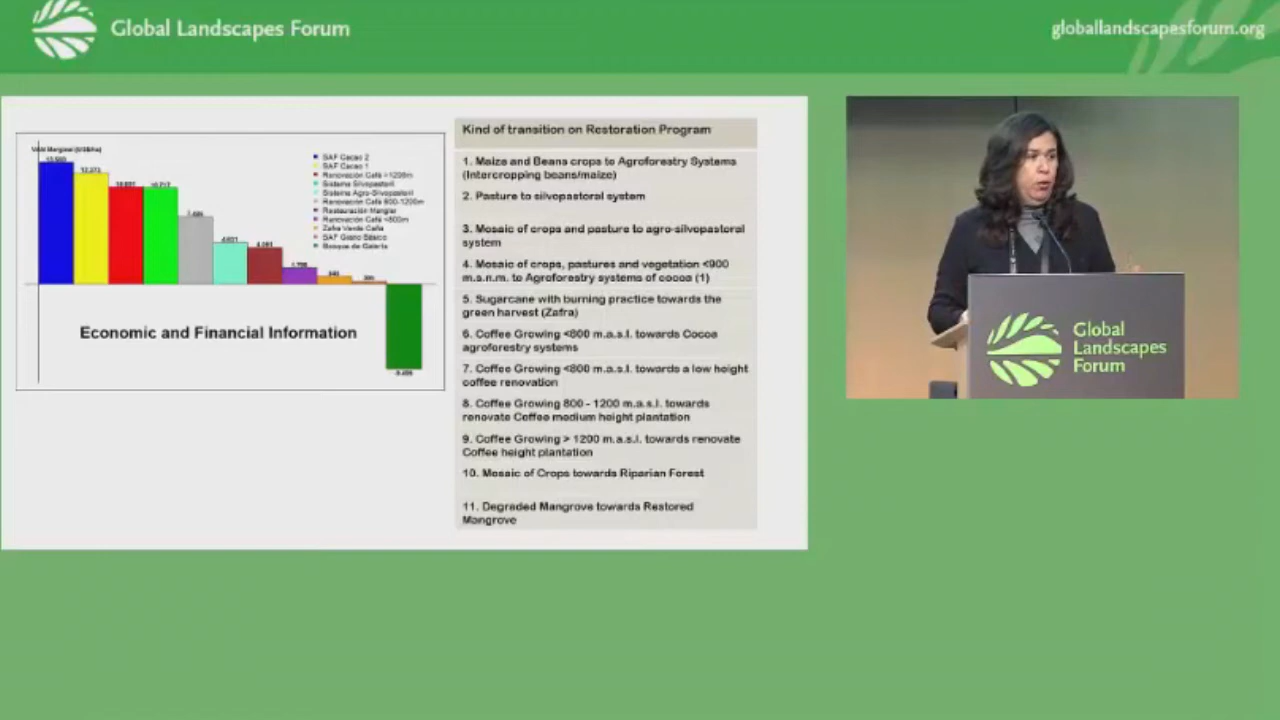 Global Landscapes Forum
globallandscapesforum.org
SAF Cacao 2
SAF Cacao 1
Renovación Café >1200m
Sistema Silvopastoril
Sistema Agro-Silvopastoril
Renovación Café 800-1200m
Restauración Manglar
Renovación Café <800m
Zafra Verde Caña
SAF Grano Básico
Bosque de Galería
Economic and Financial Information
Kind of transition on Restoration Program
1. Maize and Beans crops to Agroforestry Systems
(Intercropping beans/maize)
2. Pasture to silvopastoral system
3. Mosaic of crops and pasture to agro-silvopastoral
system
4. Mosaic of crops, pastures and vegetation <900
m.s.n.m. to Agroforestry systems of cocoa (1)
5. Sugarcane with burning practice towards the
green harvest (Zafra)
6. Coffee Growing <800 m.a.s.l. towards Cocoa
agroforestry systems
7. Coffee Growing <800 m.a.s.l. towards a low height
coffee renovation
8. Coffee Growing 800 - 1200 m.a.s.l. towards
renovate Coffee medium height plantation
9. Coffee Growing > 1200 m.a.s.l. towards renovate
Coffee height plantation
10. Mosaic of Crops towards Riparian Forest
11. Degraded Mangrove towards Restored
Mangrove
Global
Landscapes
Forum